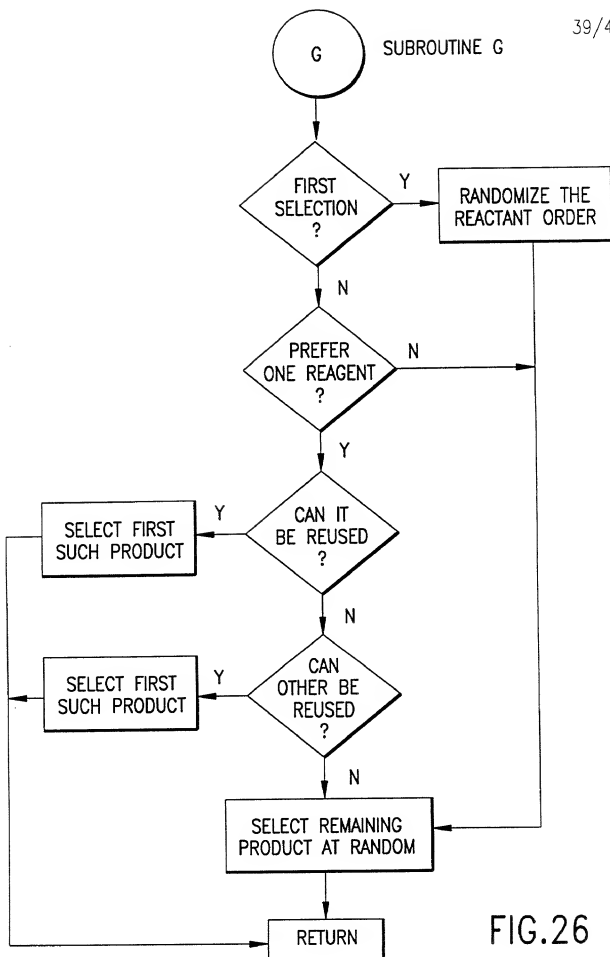 39/4
G
SUBROUTINE G
FIRST
SELECTION
?
Y
RANDOMIZE THE
REACTANT ORDER
N
PREFER
ONE REAGENT
?
N
Y
CAN IT
BE REUSED
?
Y
SELECT FIRST
SUCH PRODUCT
N
CAN
OTHER BE
REUSED
?
Y
SELECT FIRST
SUCH PRODUCT
N
SELECT REMAINING
PRODUCT AT RANDOM
RETURN
FIG.26